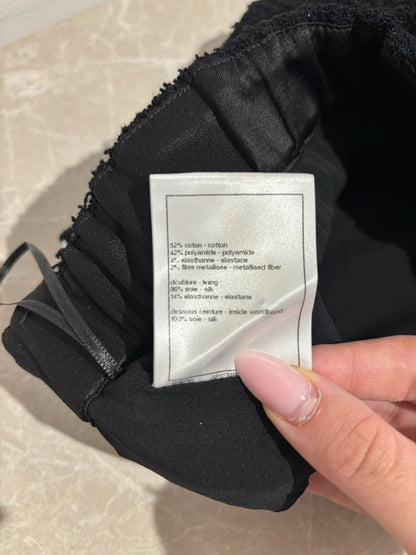 52% coton - cotton
42% polyamide - polyamide
4% elasthanne - elastane
2% fibre metallisee - metallised fiber
doublure - lining
86% soie - silk
14% elasthanne - elastane
dessous ceinture - inside waistband
100% soie - silk